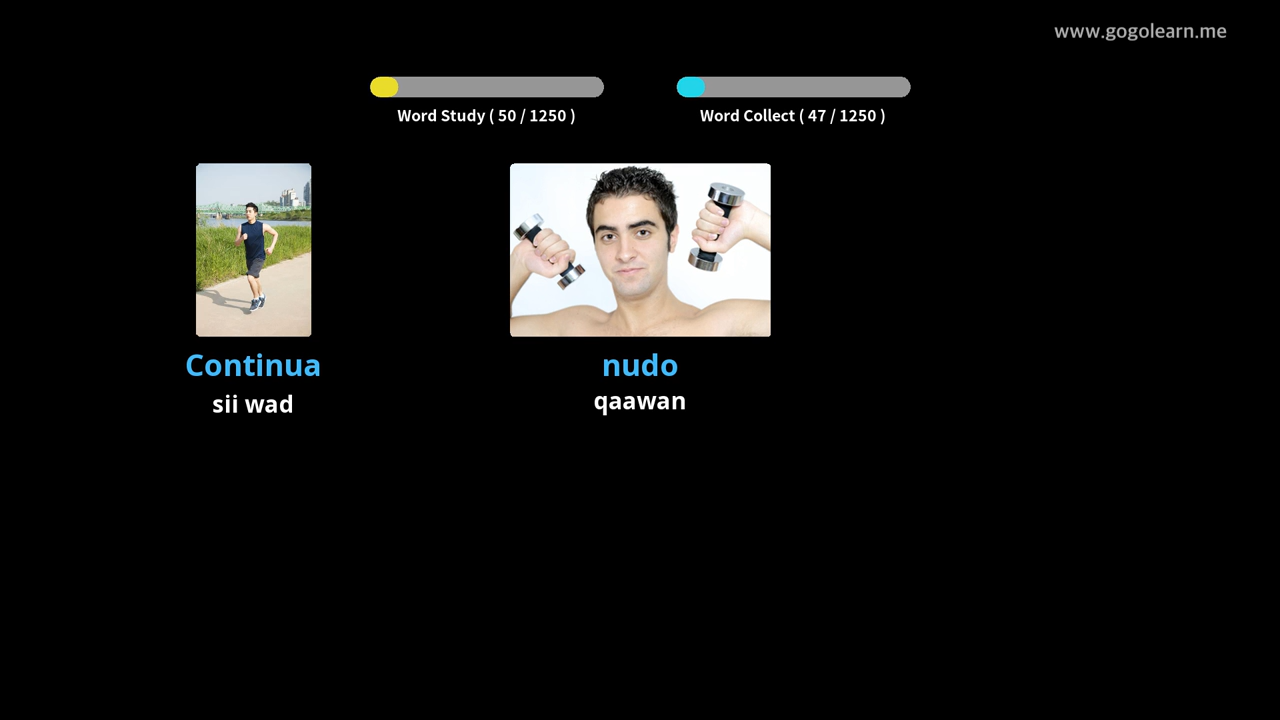 www.gogolearn.me
Word Study ( 50 / 1250 )
Word Collect ( 47 / 1250 )
Continua
sii wad
nudo
qaawan